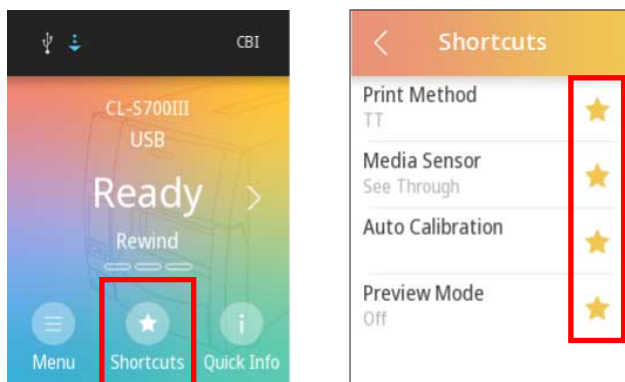 CBI
CL-S700III
USB
Ready
Rewind
Menu
Shortcuts
Quick Info
Shortcuts
Print Method
TT
Media Sensor
See Through
Auto Calibration
Preview Mode
Off